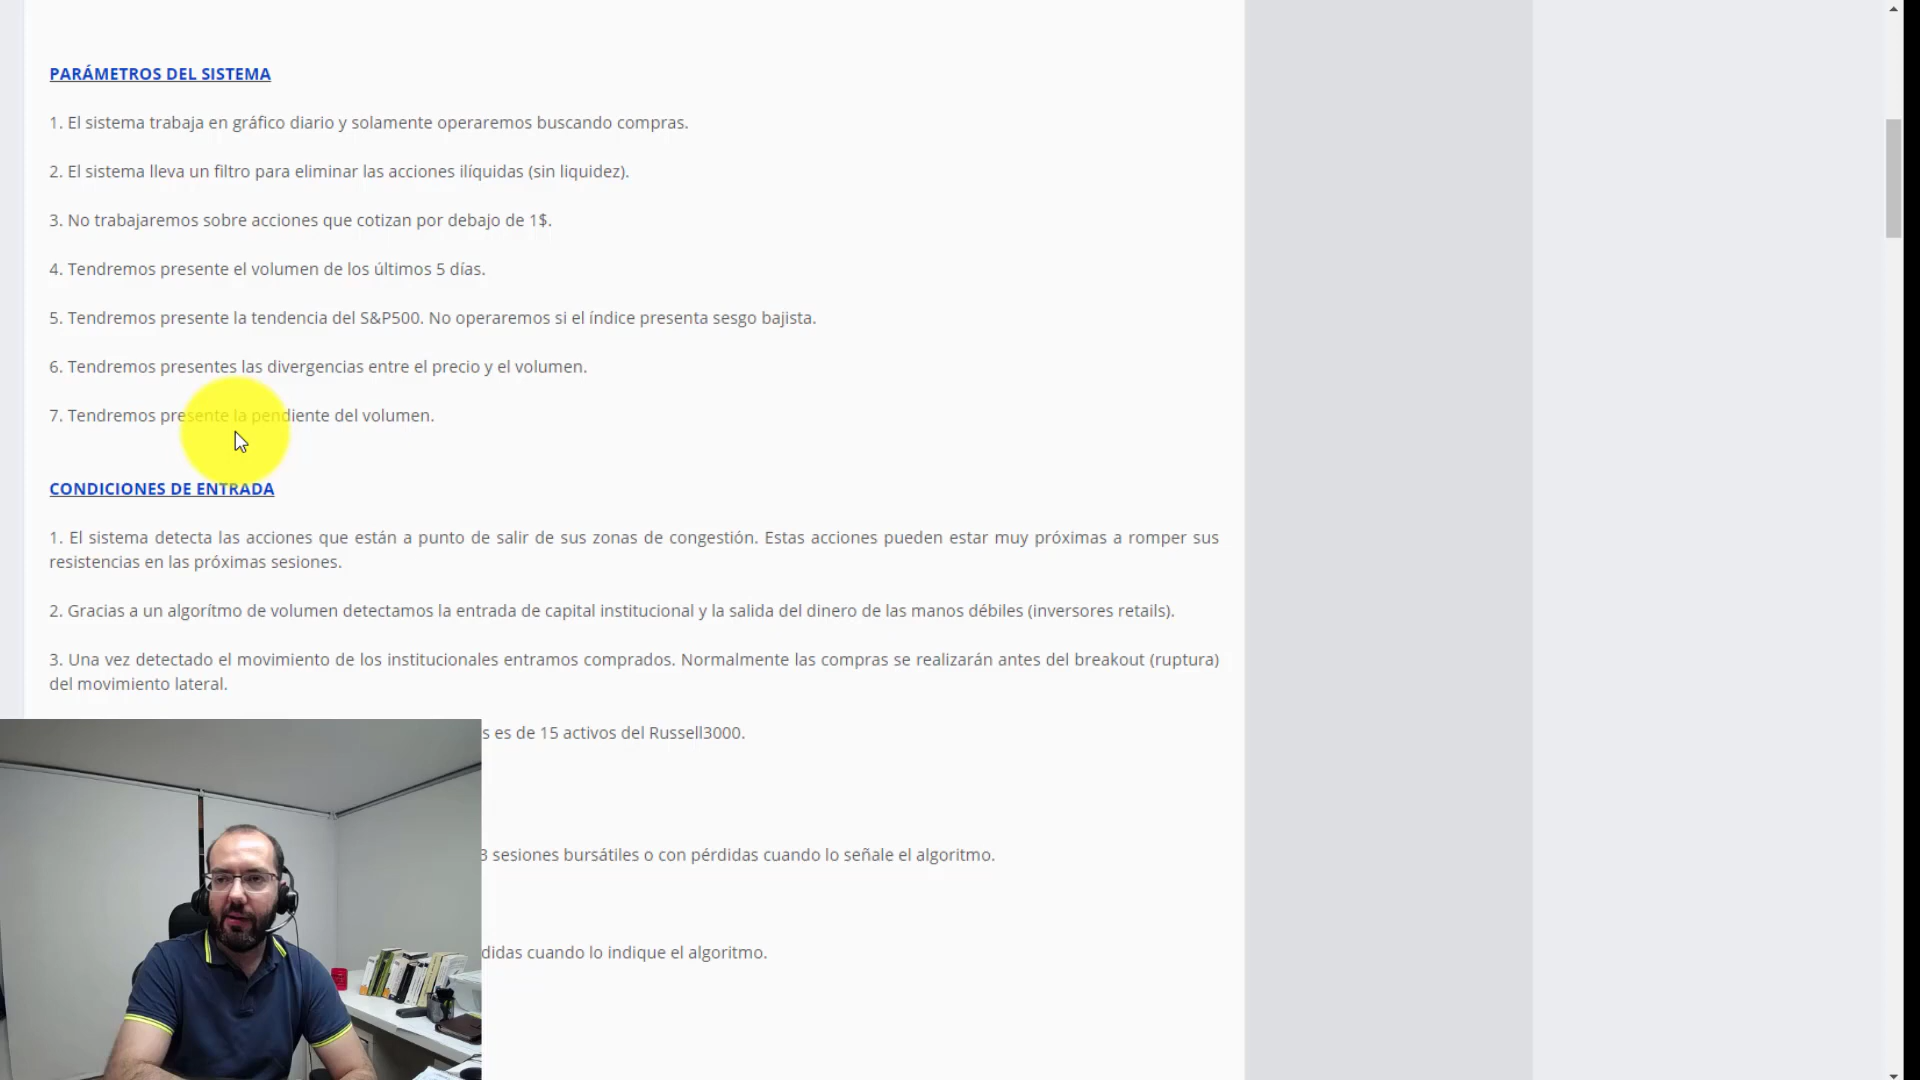 PARÁMETROS DEL SISTEMA
1. El sistema trabaja en gráfico diario y solamente operaremos buscando compras.
2. El sistema lleva un filtro para eliminar las acciones ilíquidas (sin liquidez).
3. No trabajaremos sobre acciones que cotizan por debajo de 1$.
4. Tendremos presente el volumen de los últimos 5 días.
5. Tendremos presente la tendencia del S&P500. No operaremos si el índice presenta sesgo bajista.
6. Tendremos presentes las divergencias entre el precio y el volumen.
7. Tendremos presente la pendiente del volumen.
CONDICIONES DE ENTRADA
1. El sistema detecta las acciones que están a punto de salir de sus zonas de congestión. Estas acciones pueden estar muy próximas a romper sus
resistencias en las próximas sesiones.
2. Gracias a un algorítmo de volumen detectamos la entrada de capital institucional y la salida del dinero de las manos débiles (inversores retails).
3. Una vez detectado el movimiento de los institucionales entramos comprados. Normalmente las compras se realizarán antes del breakout (ruptura)
del movimiento lateral.
s es de 15 activos del Russell3000.
3 sesiones bursátiles o con pérdidas cuando lo señale el algoritmo.
didas cuando lo indique el algoritmo.